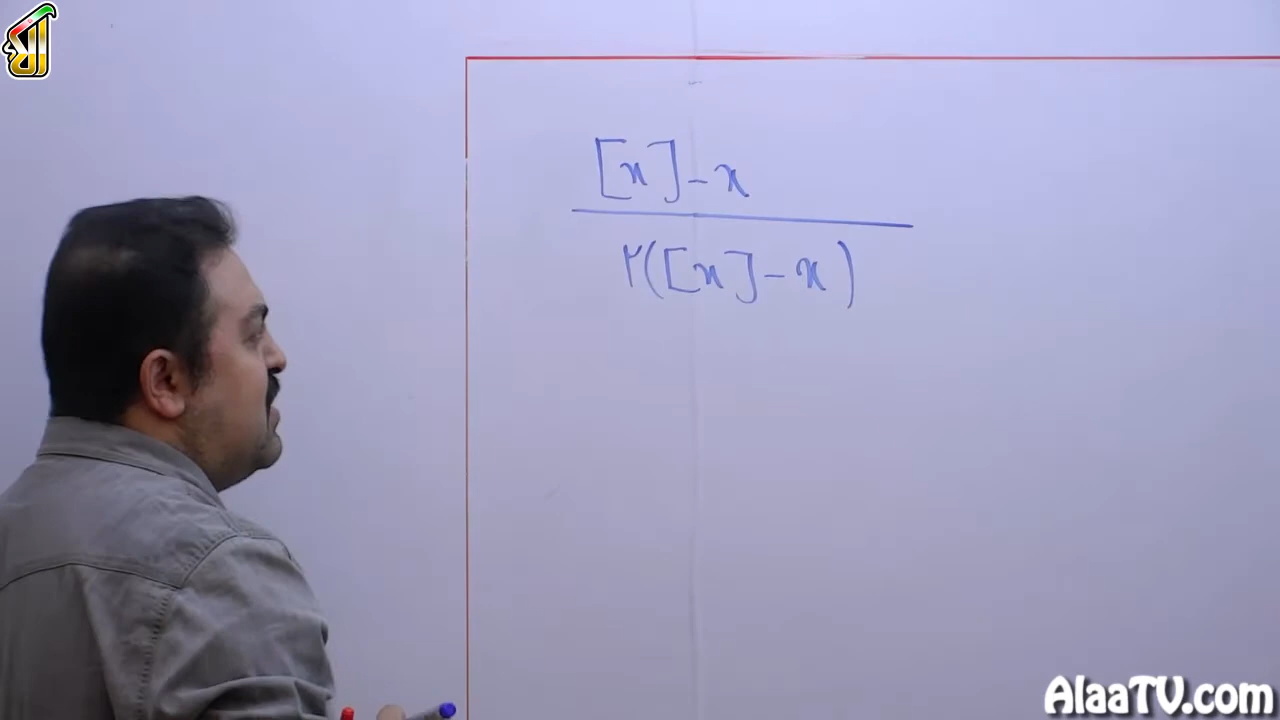 [x] - x
۲([x] - x)
AlaaTV.com